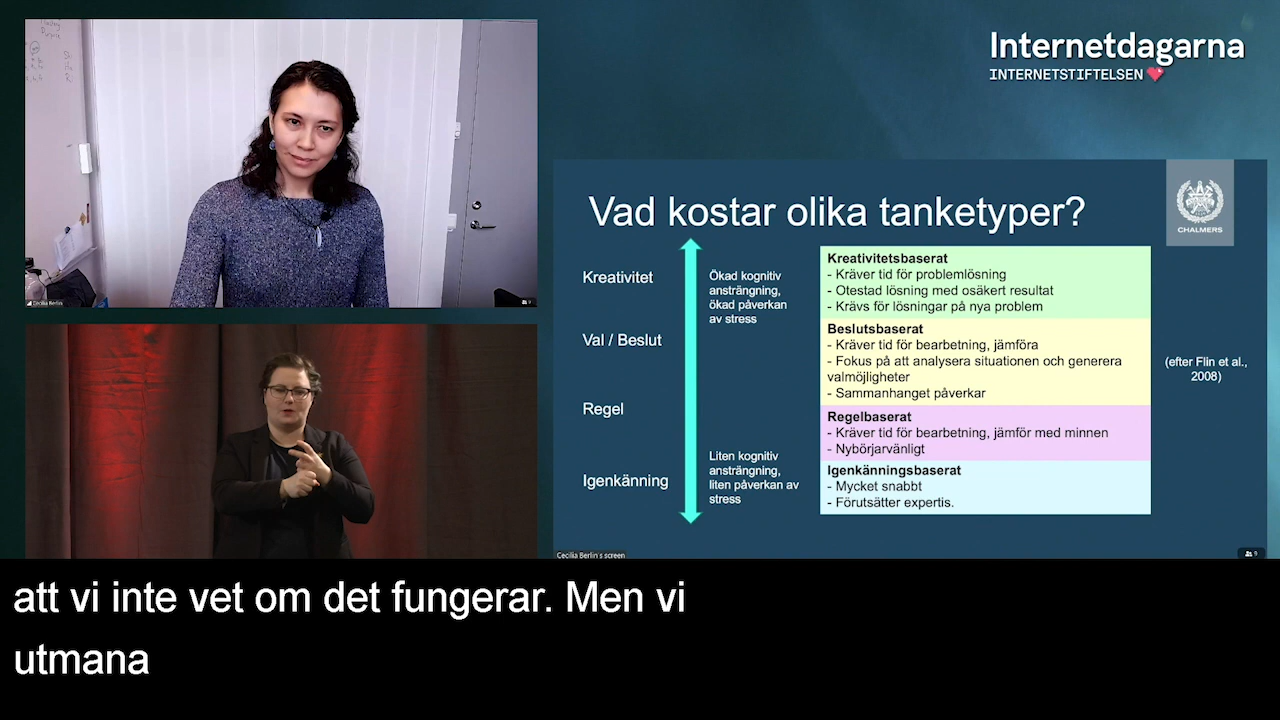 Internetdagarna
INTERNETSTIFTELSEN
Cecilia Berlin
9
Vad kostar olika tanketyper?
CHALMERS
Kreativitet
Val / Beslut
Regel
Igenkänning
Ökad kognitiv
ansträngning,
ökad påverkan
av stress
Liten kognitiv
ansträngning,
liten påverkan av
stress
Kreativitetsbaserat
- Kräver tid för problemlösning
- Otestad lösning med osäkert resultat
- Krävs för lösningar på nya problem
Beslutsbaserat
- Kräver tid för bearbetning, jämföra
- Fokus på att analysera situationen och generera
valmöjligheter
- Sammanhanget påverkar
Regelbaserat
- Kräver tid för bearbetning, jämför med minnen
- Nybörjarvänligt
Igenkänningsbaserat
- Mycket snabbt
- Förutsätter expertis.
(efter Flin et al.,
2008)
Cecilia Berlin's screen
9
att vi inte vet om det fungerar. Men vi
utmana